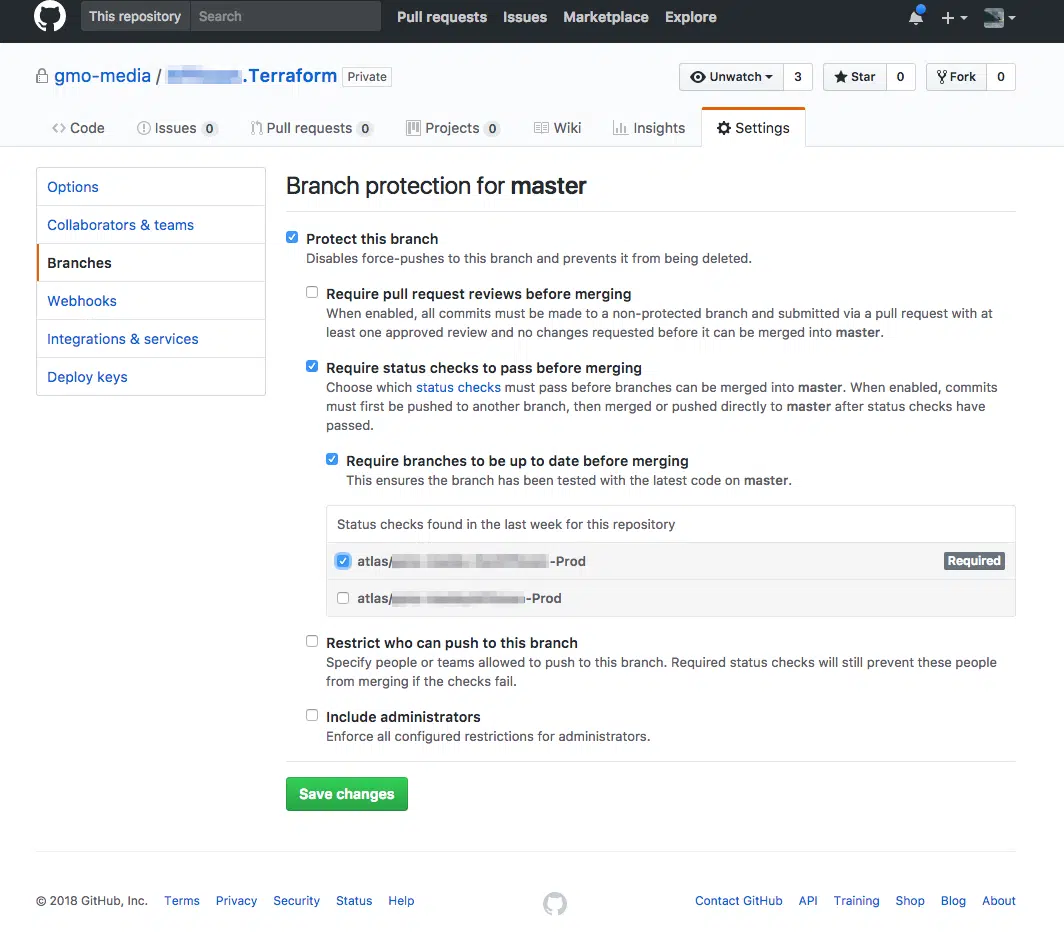 This repository Search Pull requests Issues Marketplace Explore
gmo-media / .Terraform Private Unwatch 3 Star 0 Fork 0
Code Issues 0 Pull requests 0 Projects 0 Wiki Insights Settings
Options
Collaborators & teams
Branches
Webhooks
Integrations & services
Deploy keys
Branch protection for master
Protect this branch
Disables force-pushes to this branch and prevents it from being deleted.
Require pull request reviews before merging
When enabled, all commits must be made to a non-protected branch and submitted via a pull request with at
least one approved review and no changes requested before it can be merged into master.
Require status checks to pass before merging
Choose which status checks must pass before branches can be merged into master. When enabled, commits
must first be pushed to another branch, then merged or pushed directly to master after status checks have
passed.
Require branches to be up to date before merging
This ensures the branch has been tested with the latest code on master.
Status checks found in the last week for this repository
atlas/ -Prod Required
atlas/ -Prod
Restrict who can push to this branch
Specify people or teams allowed to push to this branch. Required status checks will still prevent these people
from merging if the checks fail.
Include administrators
Enforce all configured restrictions for administrators.
Save changes
© 2018 GitHub, Inc. Terms Privacy Security Status Help Contact GitHub API Training Shop Blog About